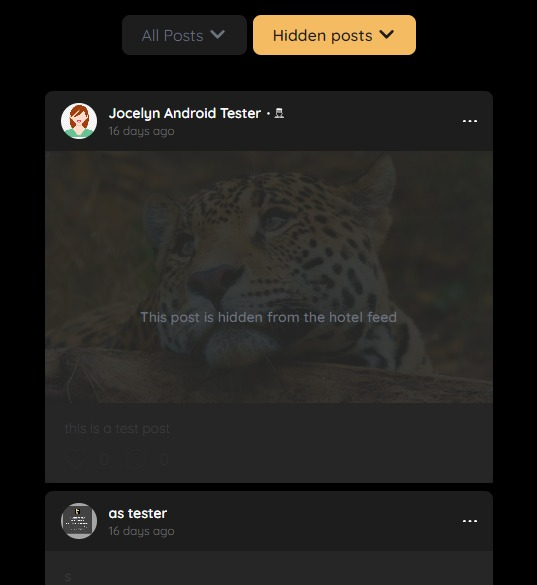 All Posts
Hidden posts
Jocelyn Android Tester •
16 days ago
This post is hidden from the hotel feed
this is a test post
0 0
as tester
16 days ago
s